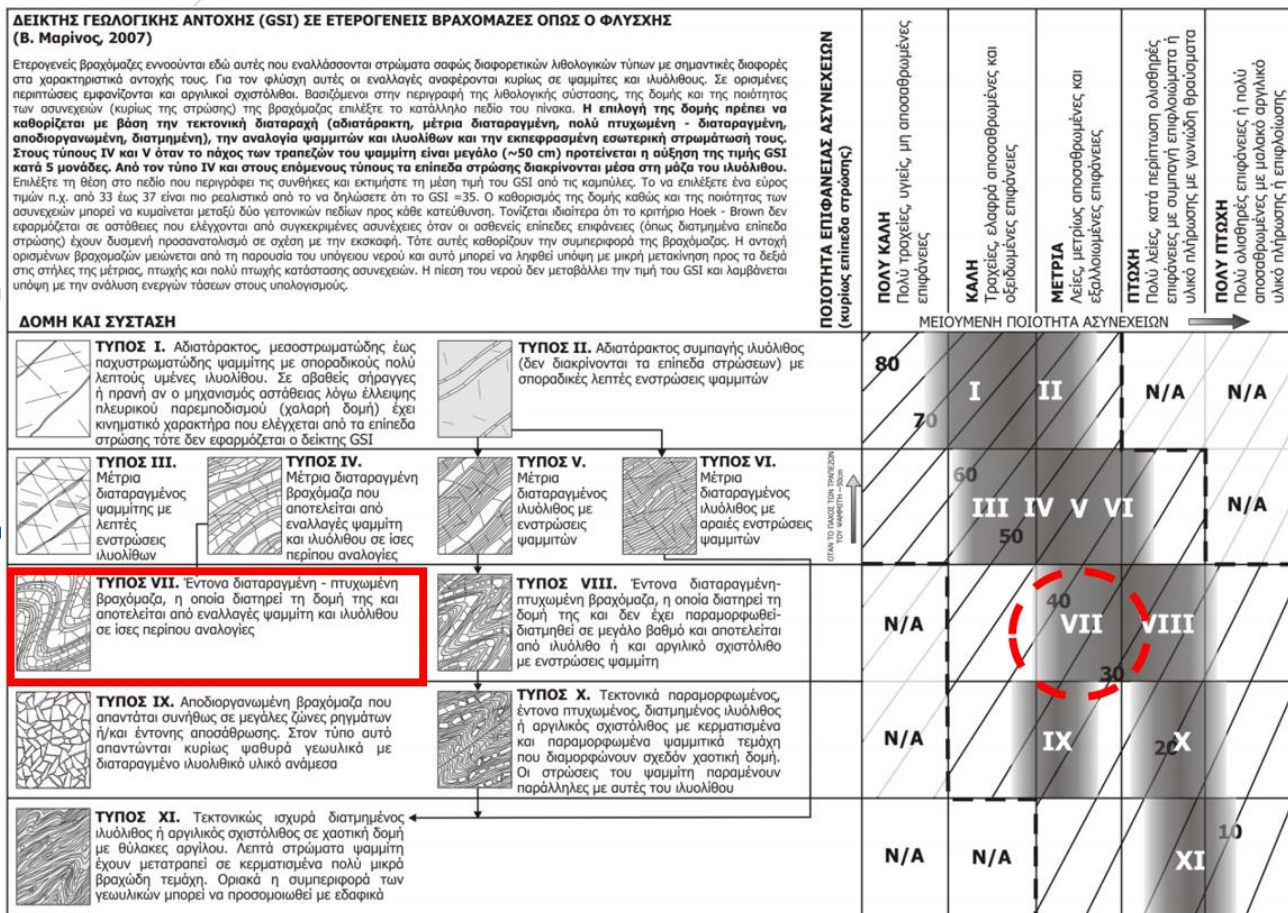 ΔΕΙΚΤΗΣ ΓΕΩΛΟΓΙΚΗΣ ΑΝΤΟΧΗΣ (GSI) ΣΕ ΕΤΕΡΟΓΕΝΕΙΣ ΒΡΑΧΟΜΑΖΕΣ ΟΠΩΣ Ο ΦΛΥΣΧΗΣ
(Β. Μαρίνος, 2007)
Ετερογενείς βραχόμαζες εννοούνται εδώ αυτές που εναλλάσσονται στρώματα σαφώς διαφορετικών λιθολογικών τύπων με σημαντικές διαφορές
στα χαρακτηριστικά αντοχής τους. Για τον φλύσχη αυτές οι εναλλαγές αναφέρονται κυρίως σε ψαμμίτες και ιλυόλιθους. Σε ορισμένες
περιπτώσεις εμφανίζονται και αργιλικοί σχιστόλιθοι. Βασιζόμενοι στην περιγραφή της λιθολογικής σύστασης, της δομής και της ποιότητας
των ασυνεχειών (κυρίως της στρώσης) της βραχόμαζας επιλέξτε το κατάλληλο πεδίο του πίνακα. Η επιλογή της δομής πρέπει να
καθορίζεται με βάση την τεκτονική διαταραχή (αδιατάρακτη, μέτρια διαταραγμένη, πολύ πτυχωμένη - διαταραγμένη,
αποδιοργανωμένη, διατμημένη), την αναλογία ψαμμιτών και ιλυολίθων και την εκπεφρασμένη εσωτερική στρωμάτωσή τους.
Στους τύπους IV και V όταν το πάχος των τραπεζών του ψαμμίτη είναι μεγάλο (~50 cm) προτείνεται η αύξηση της τιμής GSI
κατά 5 μονάδες. Από τον τύπο IV και στους επόμενους τύπους τα επίπεδα στρώσης διακρίνονται μέσα στη μάζα του ιλυολίθου.
Επιλέξτε τη θέση στο πεδίο που περιγράφει τις συνθήκες και εκτιμήστε τη μέση τιμή του GSI από τις καμπύλες. Το να επιλέξετε ένα εύρος
τιμών π.χ. από 33 έως 37 είναι πιο ρεαλιστικό από το να δηλώσετε ότι το GSI =35. Ο καθορισμός της δομής καθώς και της ποιότητας των
ασυνεχειών μπορεί να κυμαίνεται μεταξύ δύο γειτονικών πεδίων προς κάθε κατεύθυνση. Τονίζεται ιδιαίτερα ότι το κριτήριο Hoek - Brown δεν
εφαρμόζεται σε αστάθειες που ελέγχονται από συγκεκριμένες ασυνέχειες όταν οι ασθενείς επίπεδες επιφάνειες (όπως διατμημένα επίπεδα
στρώσης) έχουν δυσμενή προσανατολισμό σε σχέση με την εκσκαφή. Τότε αυτές καθορίζουν την συμπεριφορά της βραχόμαζας. Η αντοχή
ορισμένων βραχομαζών μειώνεται από τη παρουσία του υπόγειου νερού και αυτό μπορεί να ληφθεί υπόψη με μικρή μετακίνηση προς τα δεξιά
στις στήλες της μέτριας, πτωχής και πολύ πτωχής κατάστασης ασυνεχειών. Η πίεση του νερού δεν μεταβάλλει την τιμή του GSI και λαμβάνεται
υπόψη με την ανάλυση ενεργών τάσεων στους υπολογισμούς.
ΔΟΜΗ ΚΑΙ ΣΥΣΤΑΣΗ
ΠΟΙΟΤΗΤΑ ΕΠΙΦΑΝΕΙΑΣ ΑΣΥΝΕΧΕΙΩΝ
(κυρίως επίπεδα στρώσης)
ΠΟΛΥ ΚΑΛΗ
Πολύ τραχείες, υγιείς, μη αποσαθρωμένες
επιφάνειες
ΚΑΛΗ
Τραχείες, ελαφρά αποσαθρωμένες και
οξειδωμένες επιφάνειες
ΜΕΤΡΙΑ
Λείες, μετρίως αποσαθρωμένες και
εξαλλοιωμένες επιφάνειες
ΠΤΩΧΗ
Πολύ λείες, κατά περίπτωση ολισθηρές
επιφάνειες με συμπαγή επιφλοιώματα ή
υλικό πλήρωσης με γωνιώδη θραύσματα
ΠΟΛΥ ΠΤΩΧΗ
Πολύ ολισθηρές επιφάνειες ή πολύ
αποσαθρωμένες με μαλακό αργιλικό
υλικό πλήρωσης ή επιφλοίωσης
ΜΕΙΟΥΜΕΝΗ ΠΟΙΟΤΗΤΑ ΑΣΥΝΕΧΕΙΩΝ
ΤΥΠΟΣ I. Αδιατάρακτος, μεσοστρωματώδης έως
παχυστρωματώδης ψαμμίτης με σποραδικούς πολύ
λεπτούς υμένες ιλυολίθου. Σε αβαθείς σήραγγες
ή πρανή αν ο μηχανισμός αστάθειας λόγω έλλειψης
πλευρικού παρεμποδισμού (χαλαρή δομή) έχει
κινηματικό χαρακτήρα που ελέγχεται από τα επίπεδα
στρώσης τότε δεν εφαρμόζεται ο δείκτης GSI
ΤΥΠΟΣ II. Αδιατάρακτος συμπαγής ιλυόλιθος
(δεν διακρίνονται τα επίπεδα στρώσεων) με
σποραδικές λεπτές ενστρώσεις ψαμμιτών
80
70
I
II
N/A
N/A
ΤΥΠΟΣ III.
Μέτρια
διαταραγμένος
ψαμμίτης με
λεπτές
ενστρώσεις
ιλυολίθων
ΤΥΠΟΣ IV.
Μέτρια διαταραγμένη
βραχόμαζα που
αποτελείται από
εναλλαγές ψαμμίτη
και ιλυόλιθου σε ίσες
περίπου αναλογίες
ΤΥΠΟΣ V.
Μέτρια
διαταραγμένος
ιλυόλιθος με
ενστρώσεις
ψαμμιτών
ΤΥΠΟΣ VI.
Μέτρια
διαταραγμένος
ιλυόλιθος με
αραιές ενστρώσεις
ψαμμιτών
ΟΤΑΝ ΤΟ ΠΑΧΟΣ ΤΩΝ ΤΡΑΠΕΖΩΝ
ΤΟΥ ΨΑΜΜΙΤΗ ~50cm
60
III IV V VI
50
N/A
ΤΥΠΟΣ VII. Έντονα διαταραγμένη - πτυχωμένη
βραχόμαζα, η οποία διατηρεί τη δομή της και
αποτελείται από εναλλαγές ψαμμίτη και ιλυόλιθου
σε ίσες περίπου αναλογίες
ΤΥΠΟΣ VIII. Έντονα διαταραγμένη-
πτυχωμένη βραχόμαζα, η οποία διατηρεί τη
δομή της και δεν έχει παραμορφωθεί-
διατμηθεί σε μεγάλο βαθμό και αποτελείται
από ιλυόλιθο ή και αργιλικό σχιστόλιθο
με ενστρώσεις ψαμμίτη
N/A
40
VII VIII
30
ΤΥΠΟΣ IX. Αποδιοργανωμένη βραχόμαζα που
απαντάται συνήθως σε μεγάλες ζώνες ρηγμάτων
ή/και έντονης αποσάθρωσης. Στον τύπο αυτό
απαντώνται κυρίως ψαθυρά γεωυλικά με
διαταραγμένο ιλυολιθικό υλικό ανάμεσα
ΤΥΠΟΣ X. Τεκτονικά παραμορφωμένος,
έντονα πτυχωμένος, διατμημένος ιλυόλιθος
ή αργιλικός σχιστόλιθος με κερματισμένα
και παραμορφωμένα ψαμμιτικά τεμάχη
που διαμορφώνουν σχεδόν χαοτική δομή.
Οι στρώσεις του ψαμμίτη παραμένουν
παράλληλες με αυτές του ιλυολίθου
N/A
IX
20
X
ΤΥΠΟΣ XI. Τεκτονικώς ισχυρά διατμημένος
ιλυόλιθος ή αργιλικός σχιστόλιθος σε χαοτική δομή
με θύλακες αργίλου. Λεπτά στρώματα ψαμμίτη
έχουν μετατραπεί σε κερματισμένα πολύ μικρά
βραχώδη τεμάχη. Οριακά η συμπεριφορά των
γεωυλικών μπορεί να προσομοιωθεί με εδαφικά
N/A
N/A
10
XI